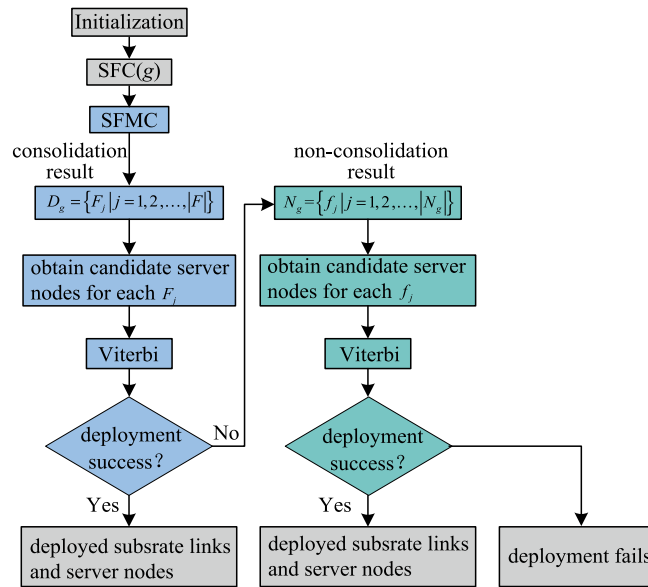 Initialization
SFC(g)
SFMC
consolidation
result
D_g = {F_j | j = 1, 2, ..., |F|}
obtain candidate server
nodes for each F_j
Viterbi
deployment
success?
No
Yes
deployed subsrate links
and server nodes
non-consolidation
result
N_g = {f_j | j = 1, 2, ..., |N_g|}
obtain candidate server
nodes for each f_j
Viterbi
deployment
success?
Yes
deployed subsrate links
and server nodes
deployment fails